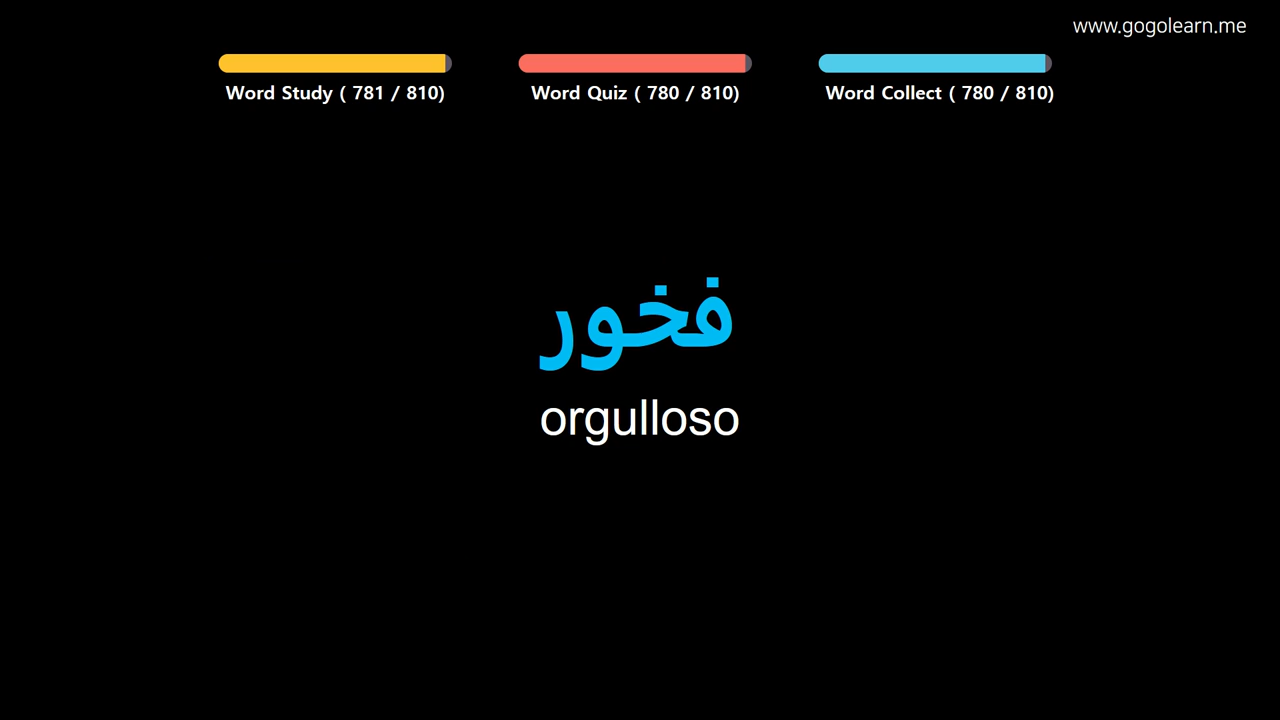 www.gogolearn.me
Word Study ( 781 / 810)
Word Quiz ( 780 / 810)
Word Collect ( 780 / 810)
فخور
orgulloso